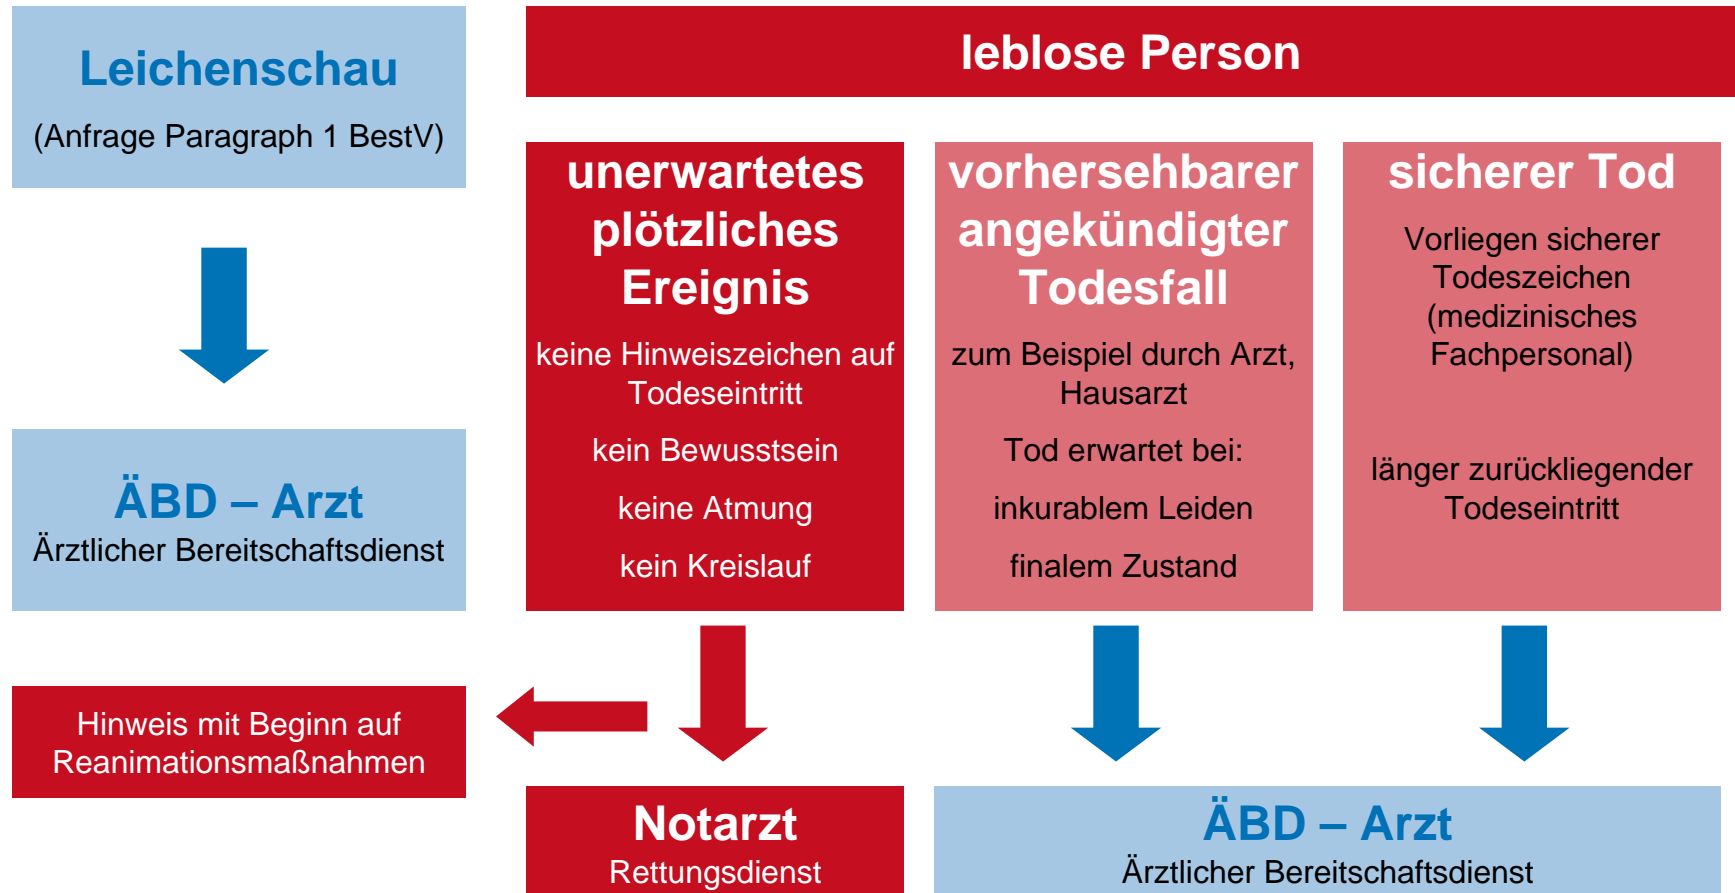 Leichenschau
(Anfrage Paragraph 1 BestV)
ÄBD – Arzt
Ärztlicher Bereitschaftsdienst
Hinweis mit Beginn auf
Reanimationsmaßnahmen
leblose Person
unerwartetes
plötzliches
Ereignis
keine Hinweiszeichen auf
Todeseintritt
kein Bewusstsein
keine Atmung
kein Kreislauf
Notarzt
Rettungsdienst
vorhersehbarer
angekündigter
Todesfall
zum Beispiel durch Arzt,
Hausarzt
Tod erwartet bei:
inkurablem Leiden
finalem Zustand
sicherer Tod
Vorliegen sicherer
Todeszeichen
(medizinisches
Fachpersonal)
länger zurückliegender
Todeseintritt
ÄBD – Arzt
Ärztlicher Bereitschaftsdienst